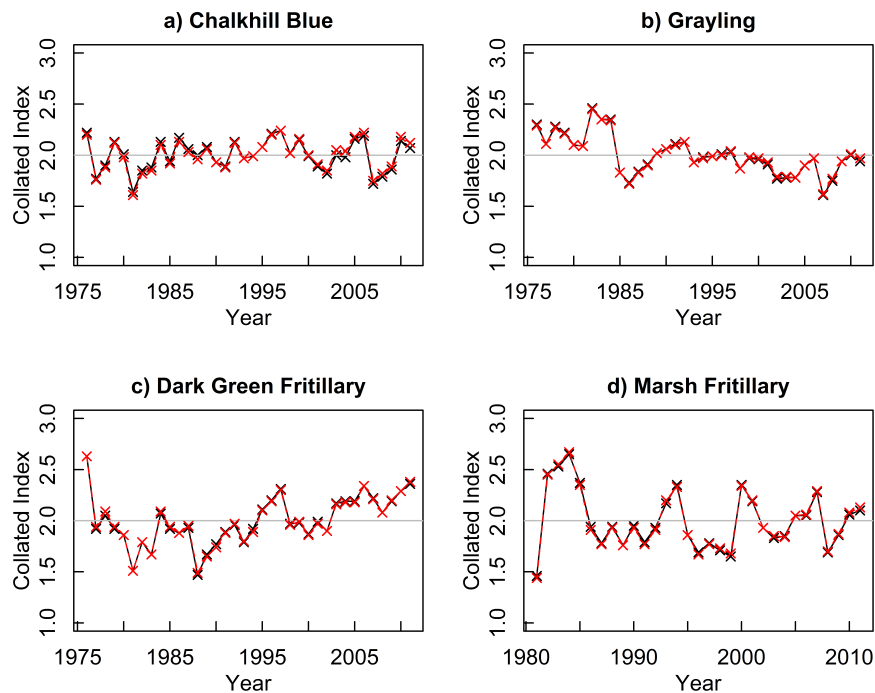 a) Chalkhill Blue
Collated Index
3.0
2.5
2.0
1.5
1.0
1975 1985 1995 2005
Year
b) Grayling
Collated Index
3.0
2.5
2.0
1.5
1.0
1975 1985 1995 2005
Year
c) Dark Green Fritillary
Collated Index
3.0
2.5
2.0
1.5
1.0
1975 1985 1995 2005
Year
d) Marsh Fritillary
Collated Index
3.0
2.5
2.0
1.5
1.0
1980 1990 2000 2010
Year